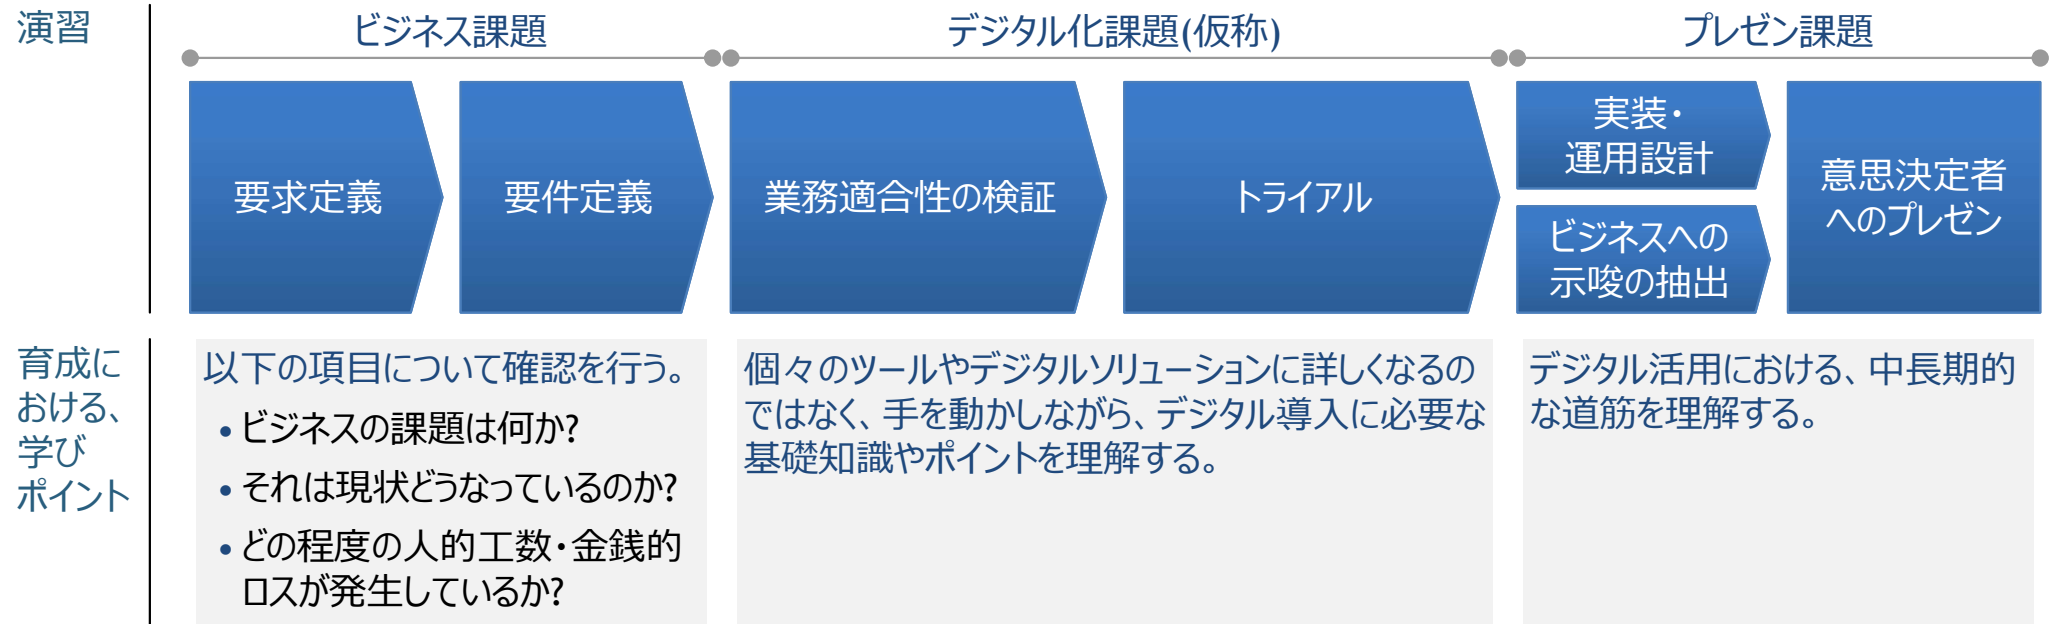 演習
ビジネス課題
デジタル化課題(仮称)
プレゼン課題
要求定義
要件定義
業務適合性の検証
トライアル
実装・
運用設計
ビジネスへの
示唆の抽出
意思決定者
へのプレゼン
育成に
おける、
学び
ポイント
以下の項目について確認を行う。
• ビジネスの課題は何か?
• それは現状どうなっているのか?
• どの程度の人的工数・金銭的
ロスが発生しているか?
個々のツールやデジタルソリューションに詳しくなるの
ではなく、手を動かしながら、デジタル導入に必要な
基礎知識やポイントを理解する。
デジタル活用における、中長期的
な道筋を理解する。